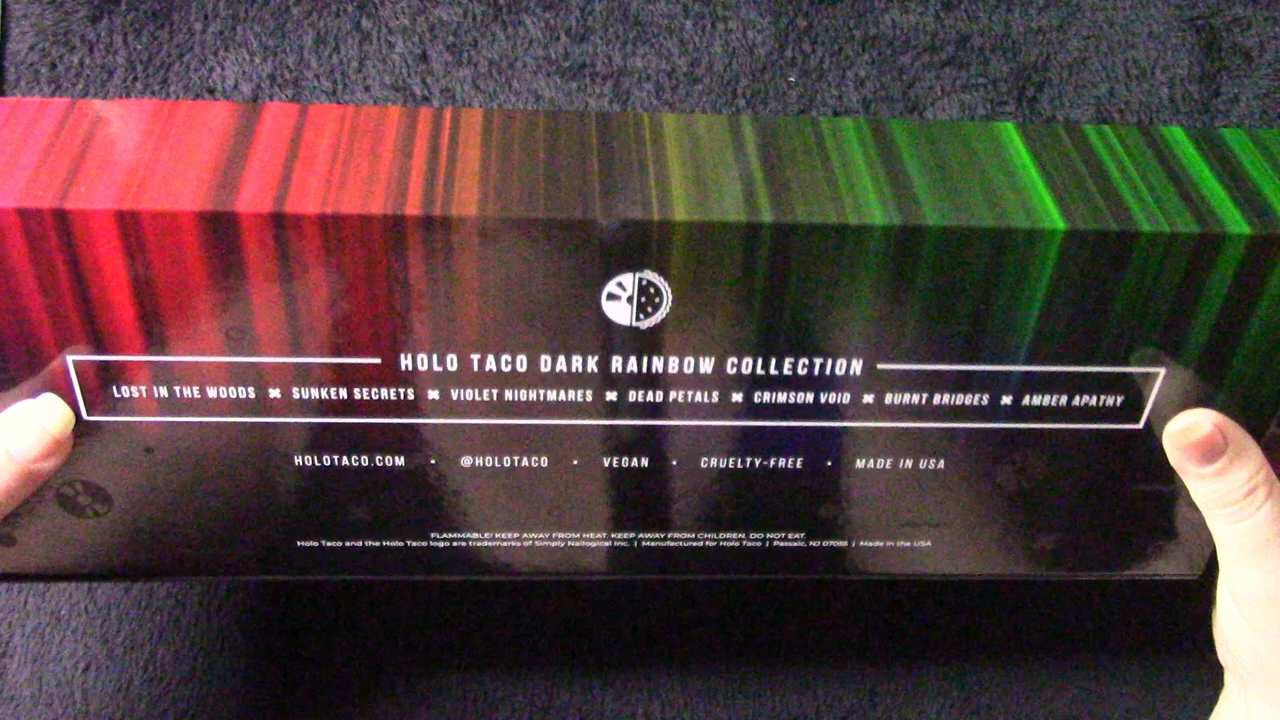 HOLO TACO DARK RAINBOW COLLECTION
LOST IN THE WOODS ✖ SUNKEN SECRETS ✖ VIOLET NIGHTMARES ✖ DEAD PETALS ✖ CRIMSON VOID ✖ BURNT BRIDGES ✖ AMBER APATHY
HOLOTACO.COM • @HOLOTACO • VEGAN • CRUELTY-FREE • MADE IN USA
FLAMMABLE! KEEP AWAY FROM HEAT. KEEP AWAY FROM CHILDREN. DO NOT EAT.
Holo Taco and the Holo Taco logo are trademarks of Simply Nailogical Inc. | Manufactured for Holo Taco | Passaic, NJ 07055 | Made in the USA